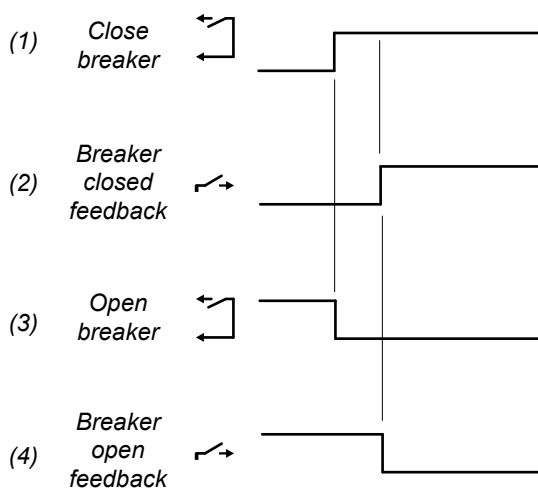 (1) Close
breaker
Breaker
(2) closed
feedback
(3) Open
breaker
Breaker
(4) open
feedback